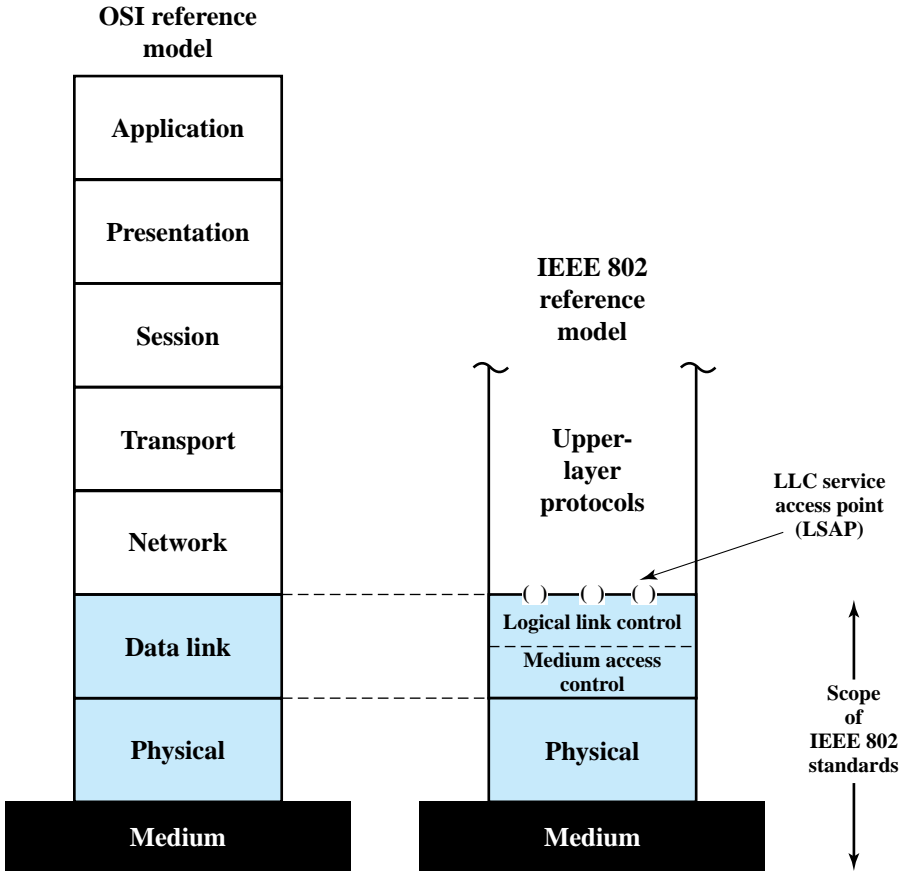 OSI reference
model
Application
Presentation
Session
Transport
Network
Data link
Physical
Medium
IEEE 802
reference
model
Upper-
layer
protocols
LLC service
access point
(LSAP)
( ) ( ) ( )
Logical link control
Medium access
control
Physical
Medium
Scope
of
IEEE 802
standards